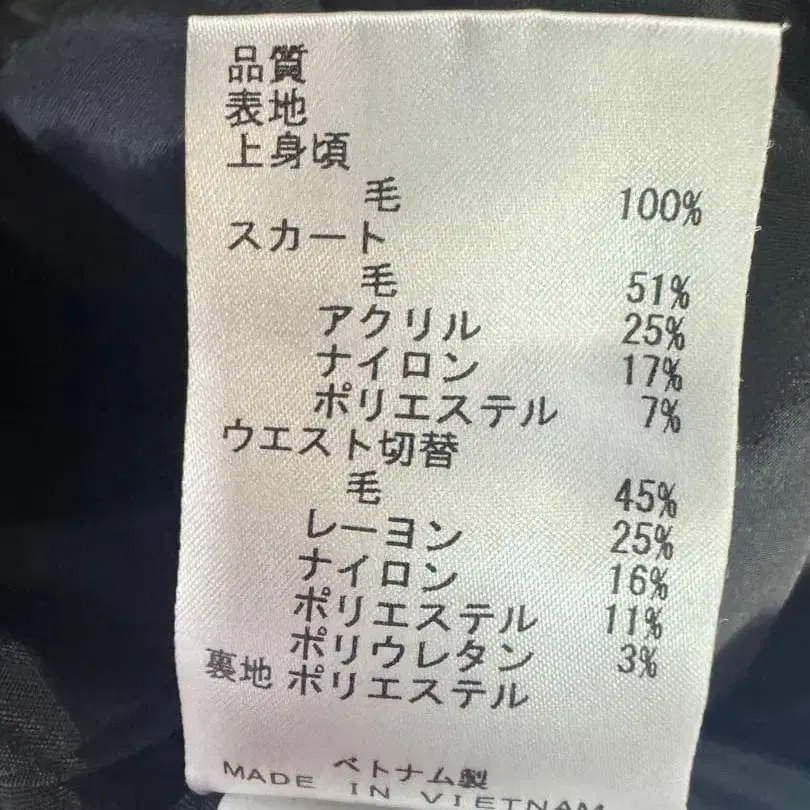 品質
表地
上身頃
毛 100%
スカート
毛 51%
アクリル 25%
ナイロン 17%
ポリエステル 7%
ウエスト切替
毛 45%
レーヨン 25%
ナイロン 16%
ポリエステル 11%
ポリウレタン 3%
裏地 ポリエステル
ベトナム製
MADE IN VIETNAM